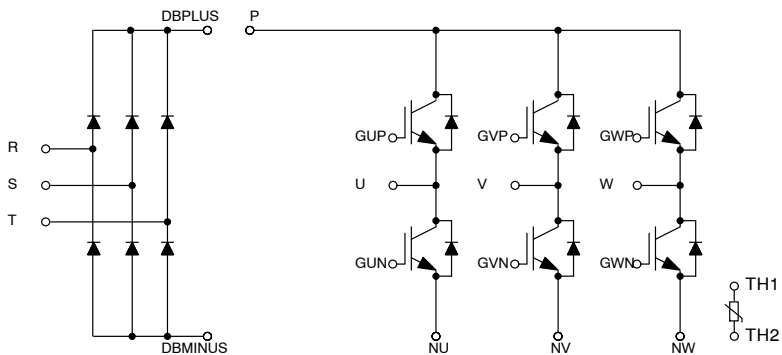 DBPLUS P
GUP GVP GWP
R
U V W
S
T
GUN GVN GWN
TH1
TH2
DBMINUS NU NV NW